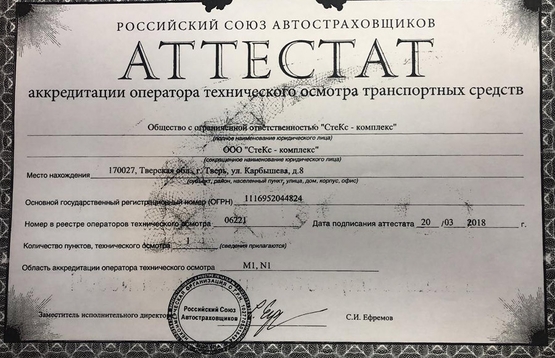 РОССИЙСКИЙ СОЮЗ АВТОСТРАХОВЩИКОВ
АТТЕСТАТ
аккредитации оператора технического осмотра транспортных средств
Общество с ограниченной ответственностью "СтеКс - комплекс"
(полное наименование юридического лица)
ООО "СтеКс - комплекс"
(сокращенное наименование юридического лица)
Место нахождения 170027, Тверская обл., г. Тверь, ул. Карбышева, д.8
(субъект, район, населенный пункт, улица, дом, корпус, офис)
Основной государственный регистрационный номер (ОГРН) 1116952044824
Номер в реестре операторов технического осмотра 06221 Дата подписания аттестата 20 /03 2018 г.
Количество пунктов, технического осмотра 1 (сведения прилагаются)
Область аккредитации оператора технического осмотра M1, N1
Российский Союз
Автостраховщиков
Заместитель исполнительного директора С.И. Ефремов